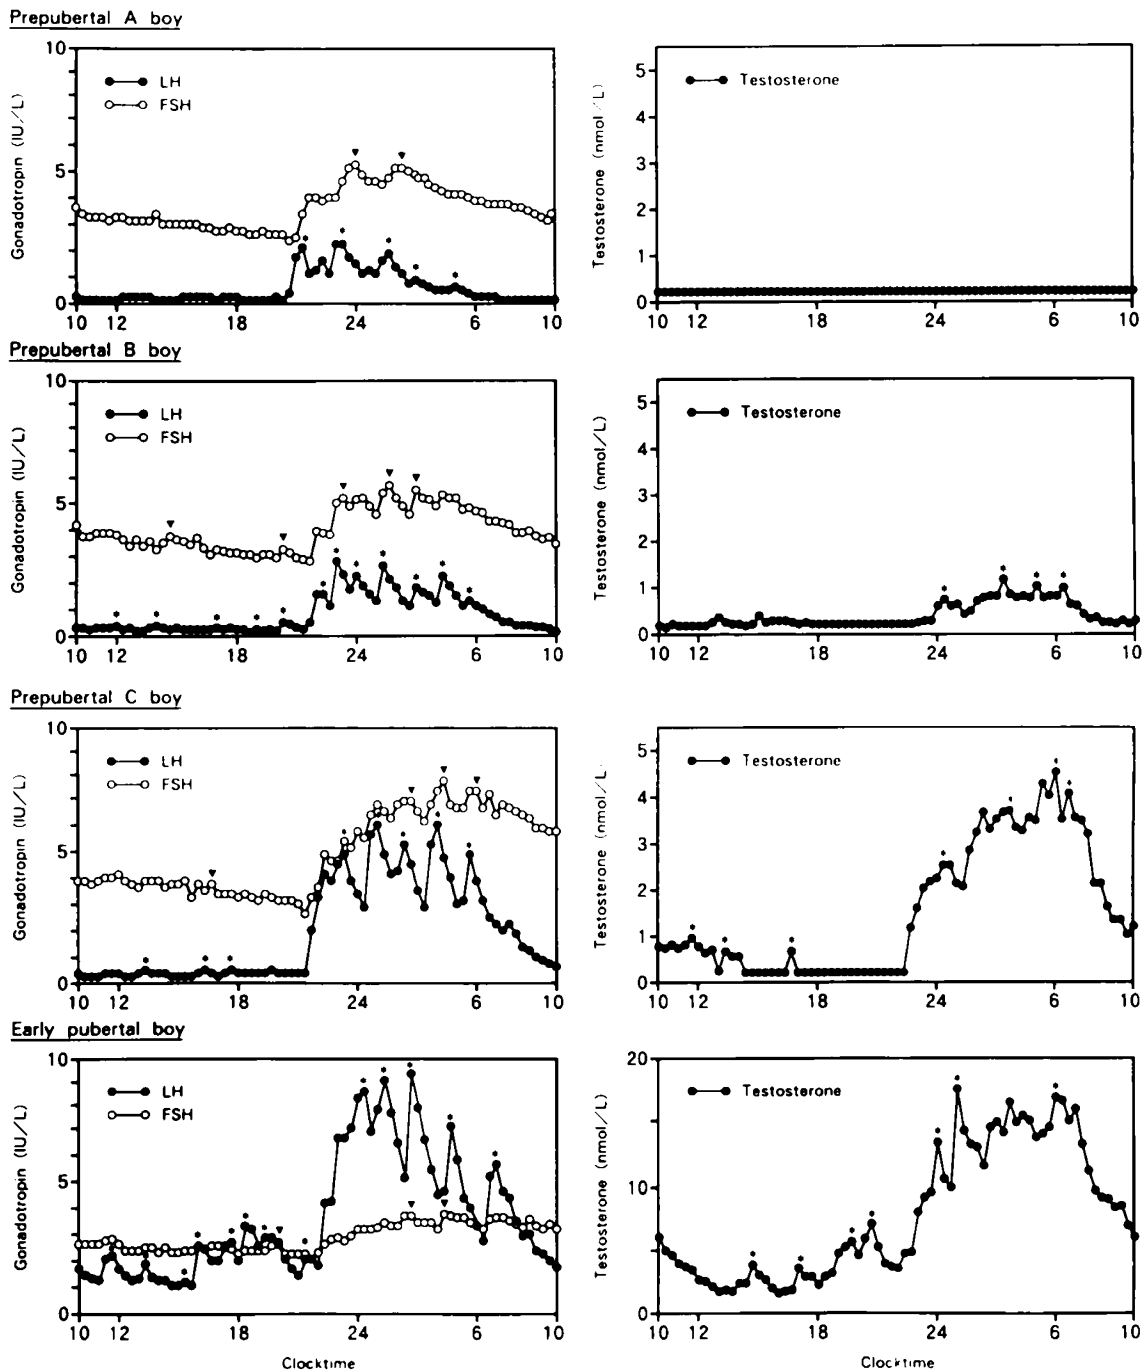 Prepubertal A boy
Gonadotropin (IU/L)
10
5
0
LH
FSH
10 12 18 24 6 10
Testosterone (nmol/L)
5
4
3
2
1
0
Testosterone
10 12 18 24 6 10
Prepubertal B boy
Gonadotropin (IU/L)
10
5
0
LH
FSH
10 12 18 24 6 10
Testosterone (nmol/L)
5
4
3
2
1
0
Testosterone
10 12 18 24 6 10
Prepubertal C boy
Gonadotropin (IU/L)
10
5
0
LH
FSH
10 12 18 24 6 10
Testosterone (nmol/L)
5
4
3
2
1
0
Testosterone
10 12 18 24 6 10
Early pubertal boy
Gonadotropin (IU/L)
10
5
0
LH
FSH
10 12 18 24 6 10
Clocktime
Testosterone (nmol/L)
20
10
0
Testosterone
10 12 18 24 6 10
Clocktime